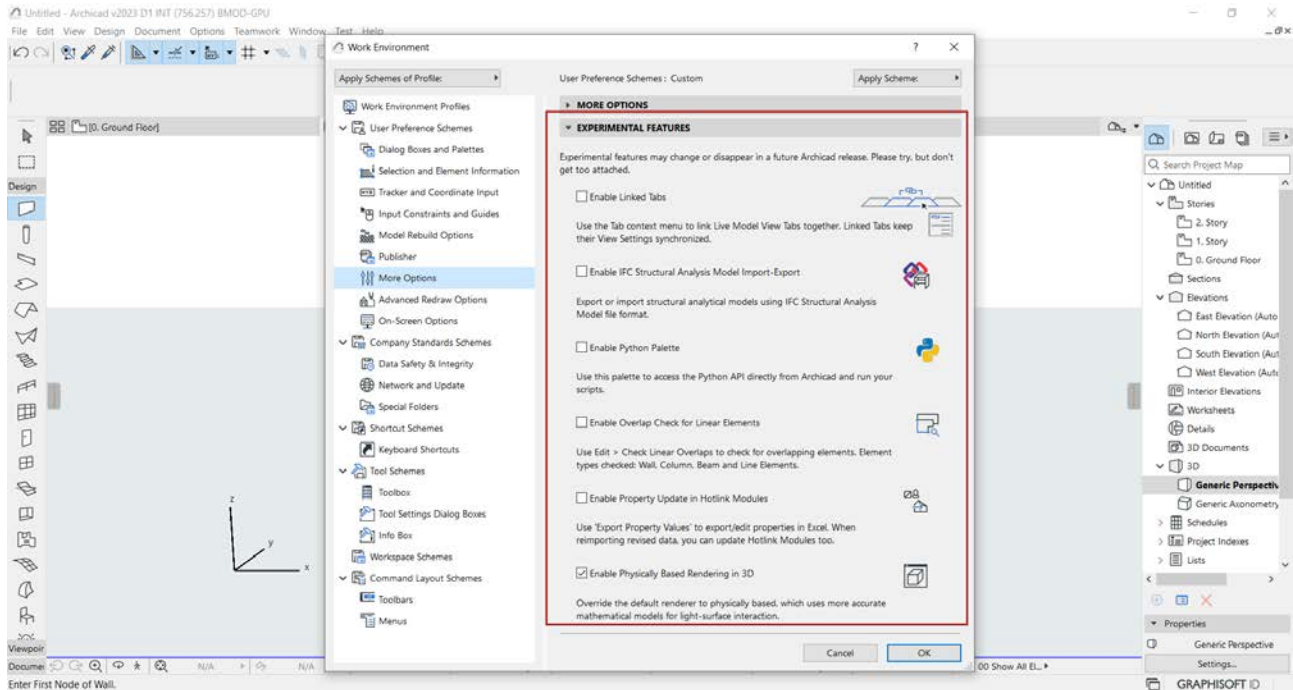 Untitled - Archicad v2023 D1 INT (756.257) BMOD-GPU
File Edit View Design Document Options Teamwork Window Test Help
Work Environment
?
Apply Schemes of Profile:
User Preference Schemes : Custom
Apply Scheme:
Work Environment Profiles
User Preference Schemes
Dialog Boxes and Palettes
Selection and Element Information
Tracker and Coordinate Input
Input Constraints and Guides
Model Rebuild Options
Publisher
More Options
Advanced Redraw Options
On-Screen Options
Company Standards Schemes
Data Safety & Integrity
Network and Update
Special Folders
Shortcut Schemes
Keyboard Shortcuts
Tool Schemes
Toolbox
Tool Settings Dialog Boxes
Info Box
Workspace Schemes
Command Layout Schemes
Toolbars
Menus
MORE OPTIONS
EXPERIMENTAL FEATURES
Experimental features may change or disappear in a future Archicad release. Please try, but don't
get too attached.
Enable Linked Tabs
Use the Tab context menu to link Live Model View Tabs together. Linked Tabs keep
their View Settings synchronized.
Enable IFC Structural Analysis Model Import-Export
Export or import structural analytical models using IFC Structural Analysis
Model file format.
Enable Python Palette
Use this palette to access the Python API directly from Archicad and run your
scripts.
Enable Overlap Check for Linear Elements
Use Edit > Check Linear Overlaps to check for overlapping elements. Element
types checked: Wall, Column, Beam and Line Elements.
Enable Property Update in Hotlink Modules
Use 'Export Property Values' to export/edit properties in Excel. When
reimporting revised data, you can update Hotlink Modules too.
Enable Physically Based Rendering in 3D
Override the default renderer to physically based, which uses more accurate
mathematical models for light-surface interaction.
Cancel
OK
[0. Ground Floor]
Design
z
y
x
Viewpoir
Docume
N/A
N/A
00 Show All El...
Enter First Node of Wall.
Search Project Map
Untitled
Stories
2. Story
1. Story
0. Ground Floor
Sections
Elevations
East Elevation (Auto
North Elevation (Aut
South Elevation (Aut
West Elevation (Auto
Interior Elevations
Worksheets
Details
3D Documents
3D
Generic Perspectiv
Generic Axonometry
Schedules
Project Indexes
Lists
Properties
Generic Perspective
Settings...
GRAPHISOFT ID